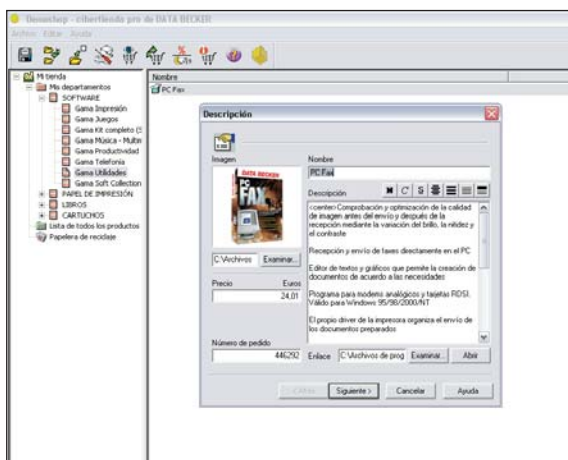 Demoshop - cibertienda pro de DATA BECKER
Archivo Editar Ayuda
Mi tienda
Mis departamentos
SOFTWARE
Gama Impresión
Gama Juegos
Gama Kit completo (S
Gama Música - Multim
Gama Productividad
Gama Telefonía
Gama Utilidades
Gama Soft Collection
PAPEL DE IMPRESIÓN
LIBROS
CARTUCHOS
Lista de todos los productos
Papelera de reciclaje
Nombre
PC Fax
Descripción
Imagen
DATA BECKER
PC
FAX
C:\Archivos Examinar...
Precio Euros
24,01
Número de pedido
446292
Nombre
PC Fax
Descripción
<center>Comprobación y optimización de la calidad
de imagen antes del envío y después de la
recepción mediante la variación del brillo, la nitidez y
el contraste
Recepción y envío de faxes directamente en el PC
Editor de textos y gráficos que permite la creación de
documentos de acuerdo a las necesidades
Programa para modems analógicos y tarjetas RDSI.
Válido para Windows 95/98/2000/NT
El propio driver de la impresora organiza el envío de
los documentos preparados
Enlace C:\Archivos de prog Examinar... Abrir
< Atrás Siguiente > Cancelar Ayuda